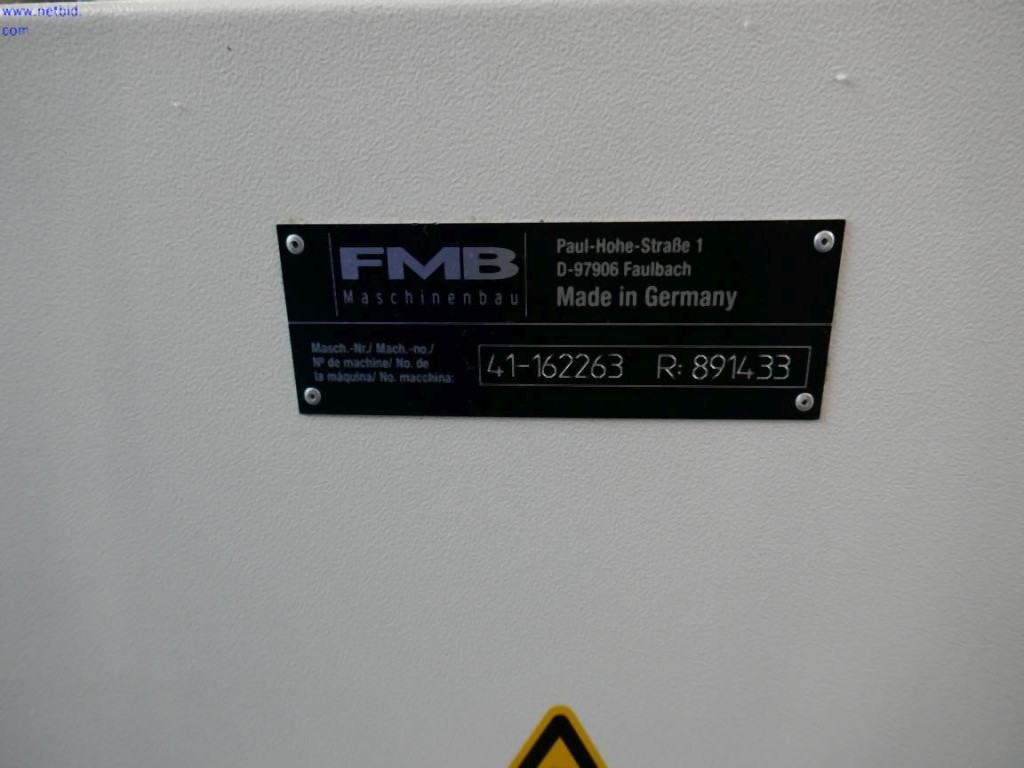 www.netbid.
com
FMB
Maschinenbau
Paul-Hohe-Straße 1
D-97906 Faulbach
Made in Germany
Masch.-Nr./ Mach.-no./
Nº de machine/ No. de
la máquina/ No. macchina:
41-162263 R: 891433